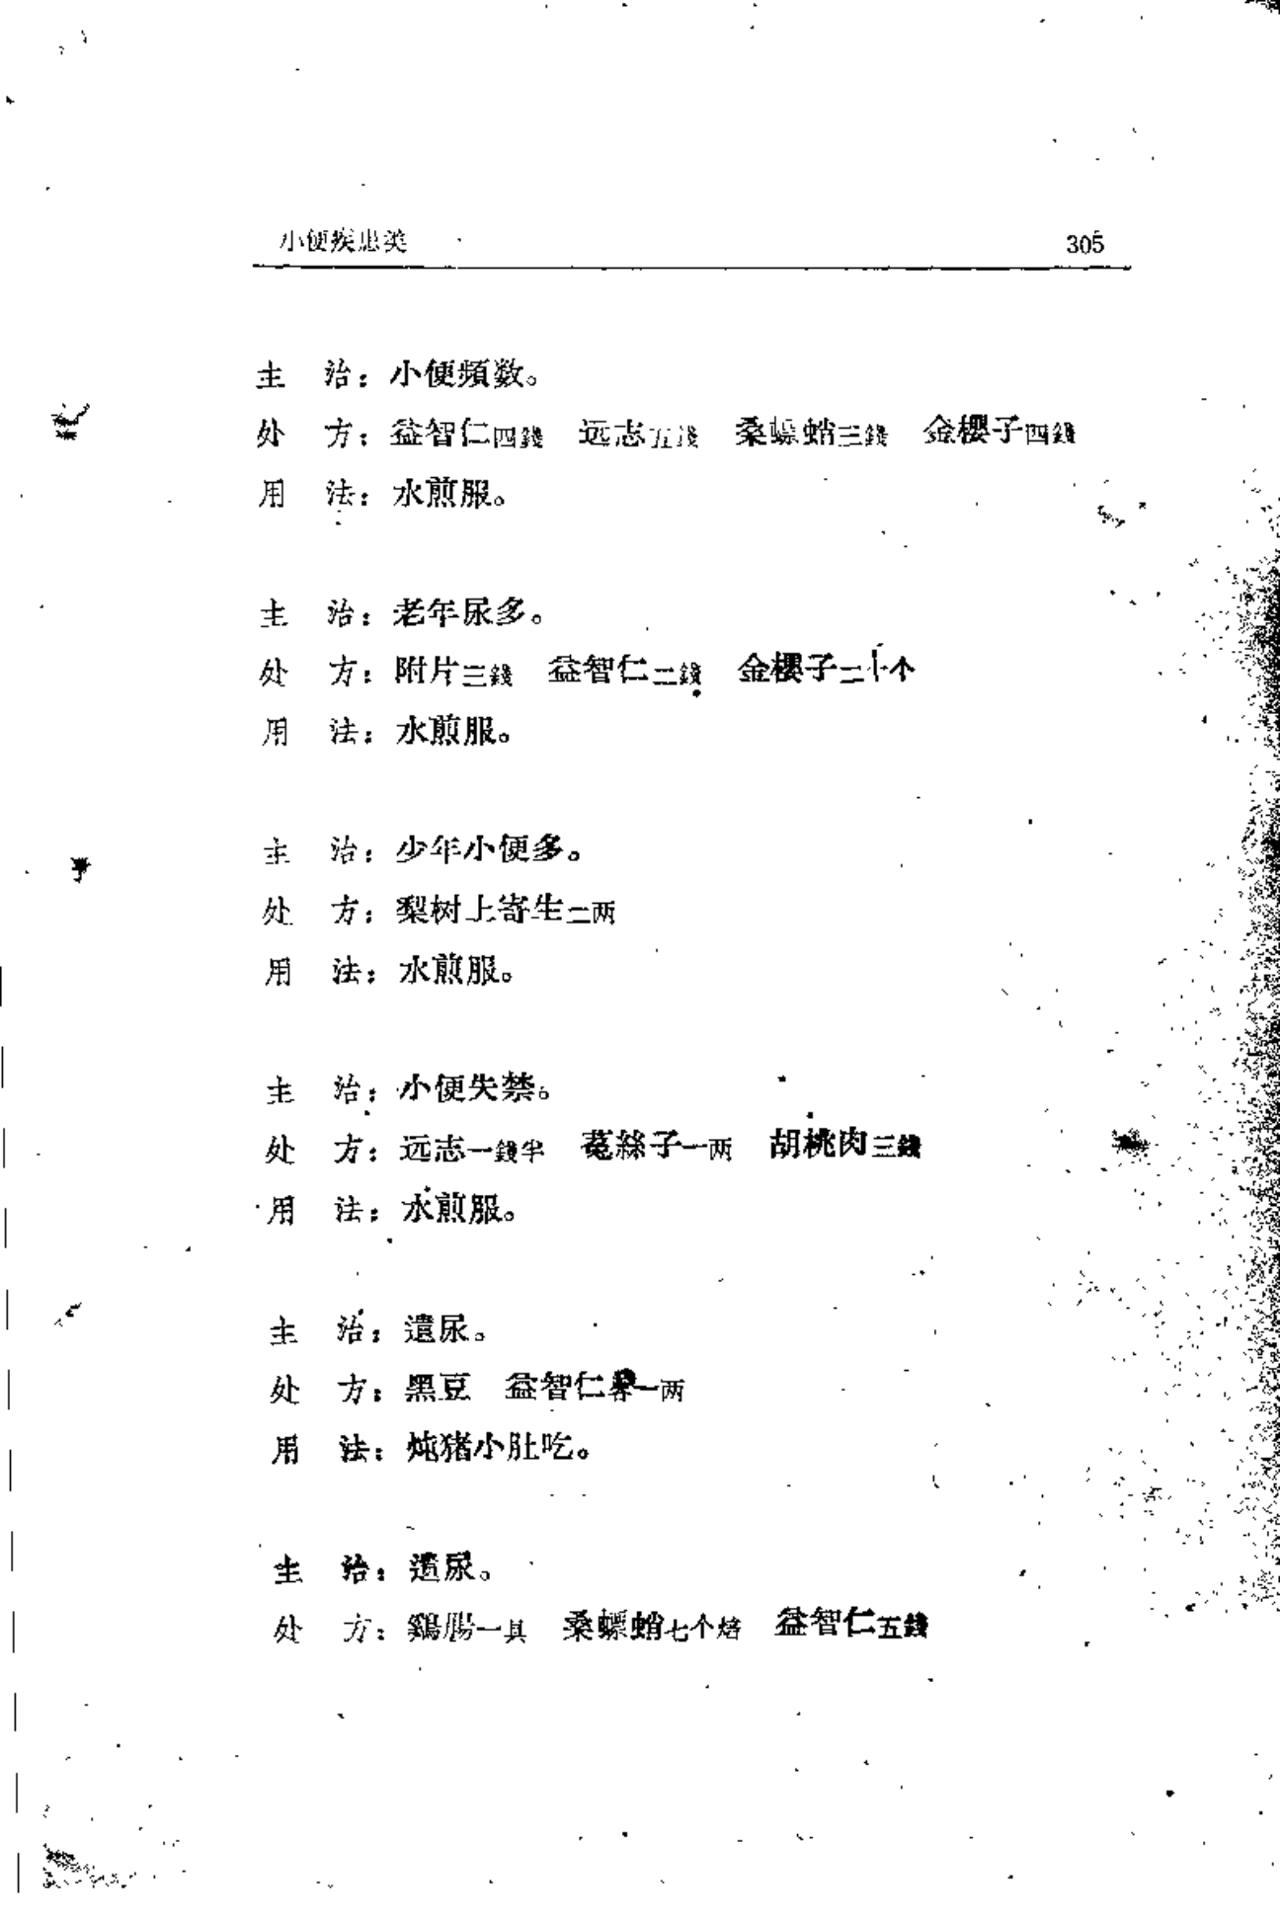 小便疾患类 305
主　治：小便頻数。
处　方：益智仁四錢　远志五淺　桑螵蛸三錢　金櫻子四錢
用　法：水煎服。
主　治：老年尿多。
处　方：附片三錢　益智仁二錢　金櫻子二十个
用　法：水煎服。
主　治：少年小便多。
处　方：梨树上寄生二两
用　法：水煎服。
主　治：小便失禁。
处　方：远志一錢半　菟絲子一两　胡桃肉三錢
用　法：水煎服。
主　治：遺尿。
处　方：黑豆　益智仁各一两
用　法：炖猪小肚吃。
主　治：遺尿。
处　方：鷄腸一具　桑螵蛸七个焙　益智仁五錢